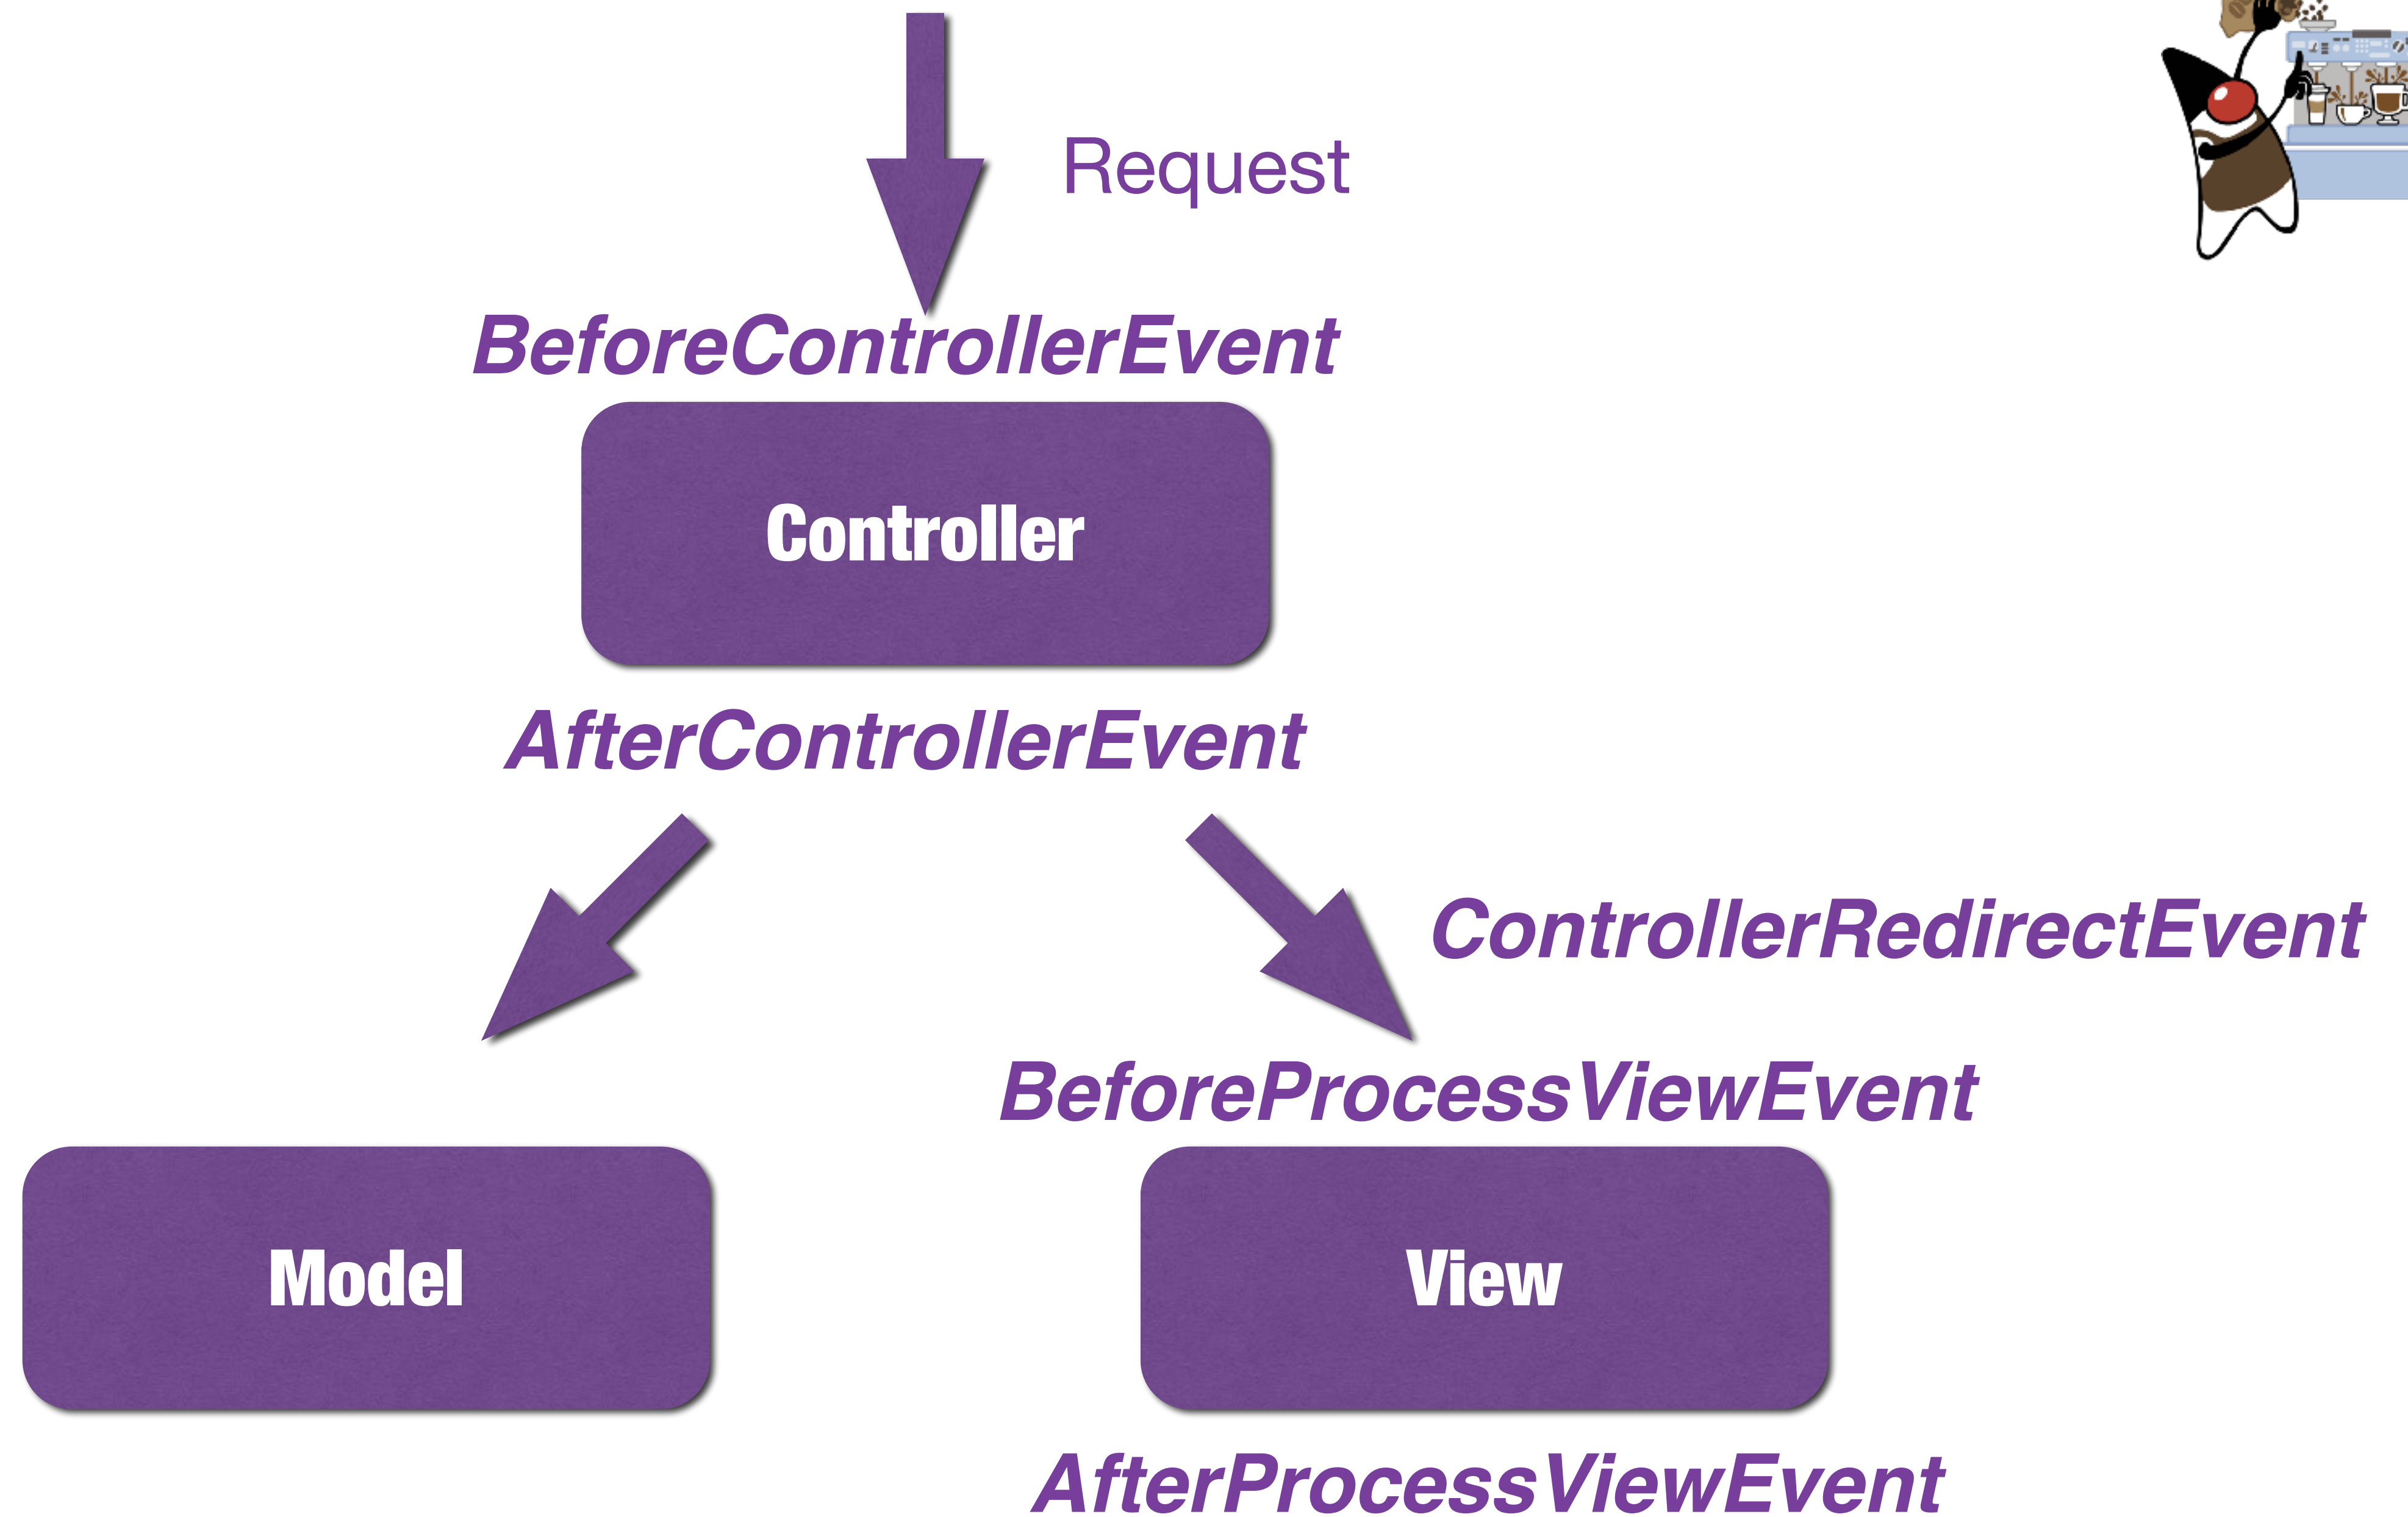 Request
BeforeControllerEvent
Controller
AfterControllerEvent
ControllerRedirectEvent
BeforeProcessViewEvent
Model
View
AfterProcessViewEvent